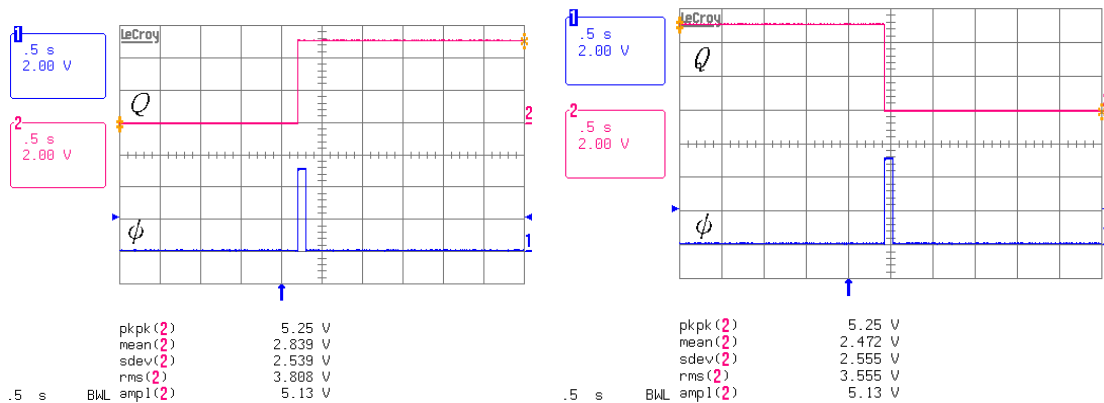 1
.5 s
2.00 V
2
.5 s
2.00 V
LeCroy
Q
2
ϕ
1
pkpk(2) 5.25 V
mean(2) 2.839 V
sdev(2) 2.539 V
rms(2) 3.808 V
.5 s BWL ampl(2) 5.13 V
1
.5 s
2.00 V
2
.5 s
2.00 V
LeCroy
Q
ϕ
pkpk(2) 5.25 V
mean(2) 2.472 V
sdev(2) 2.555 V
rms(2) 3.555 V
.5 s BWL ampl(2) 5.13 V